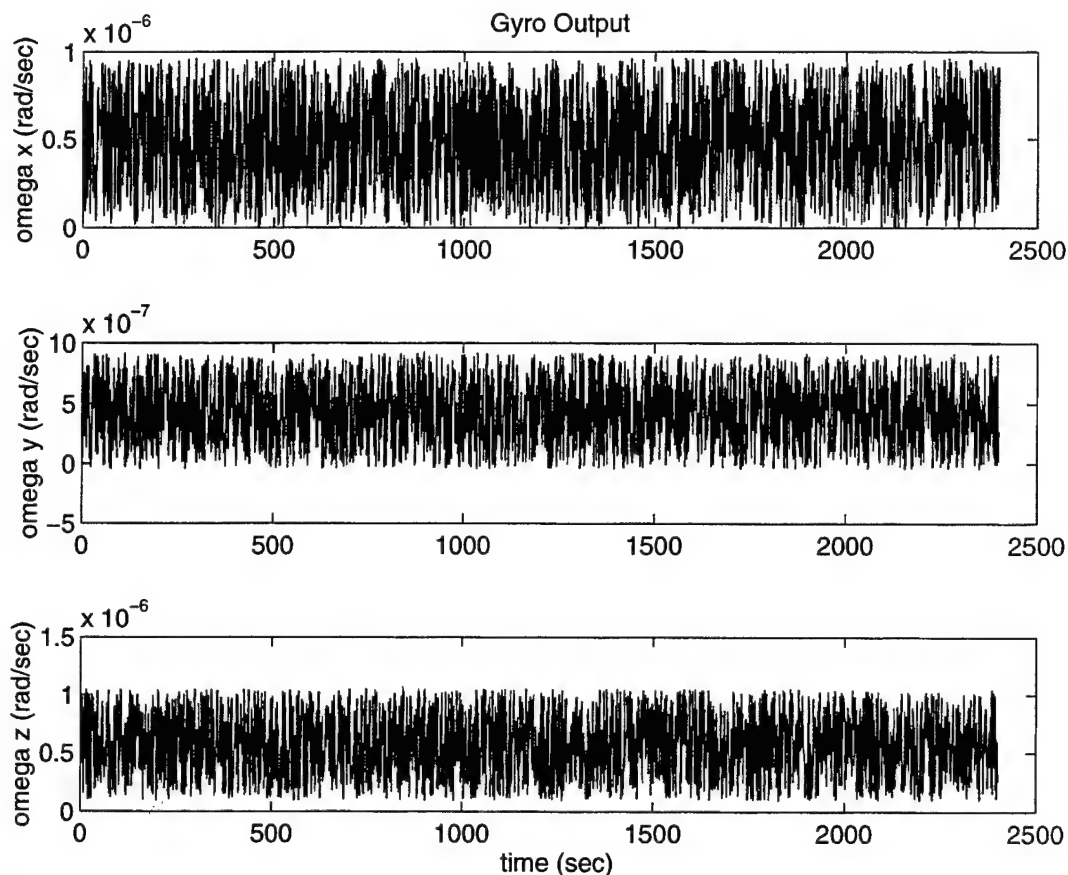 Gyro Output
x 10⁻⁶
omega x (rad/sec)
1
0.5
0
0 500 1000 1500 2000 2500
x 10⁻⁷
omega y (rad/sec)
10
5
0
−5
0 500 1000 1500 2000 2500
x 10⁻⁶
omega z (rad/sec)
1.5
1
0.5
0
0 500 1000 1500 2000 2500
time (sec)